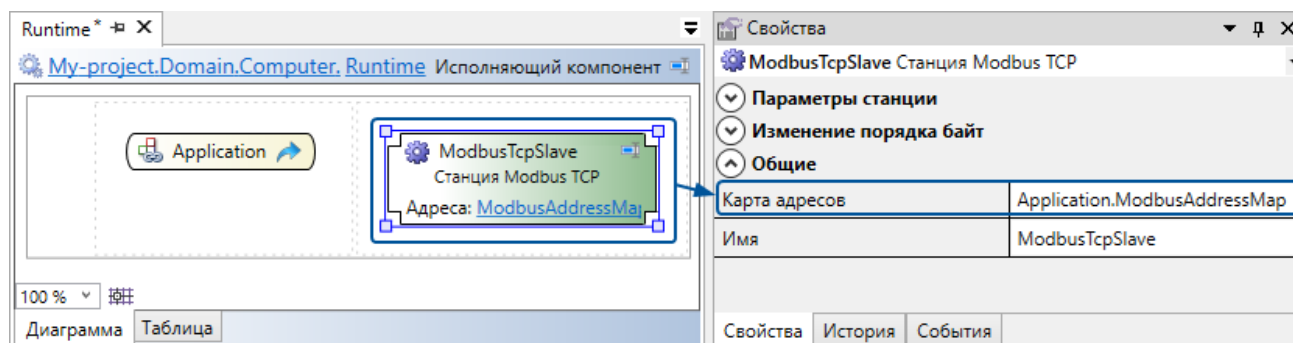 Runtime*
My-project.Domain.Computer. Runtime Исполняющий компонент
Application
ModbusTcpSlave
Станция Modbus TCP
Адреса: ModbusAddressMa
100 %
Диаграмма Таблица
Свойства
ModbusTcpSlave Станция Modbus TCP
Параметры станции
Изменение порядка байт
Общие
Карта адресов Application.ModbusAddressMap
Имя ModbusTcpSlave
Свойства История События